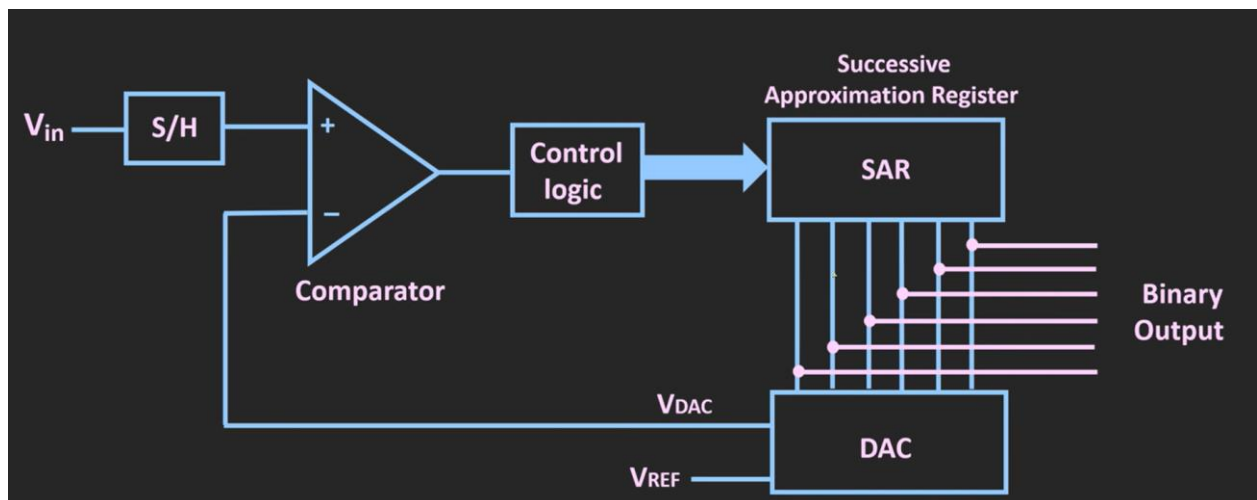 Successive
Approximation Register
Vin
S/H
+
−
Comparator
Control
logic
SAR
Binary
Output
VDAC
DAC
VREF